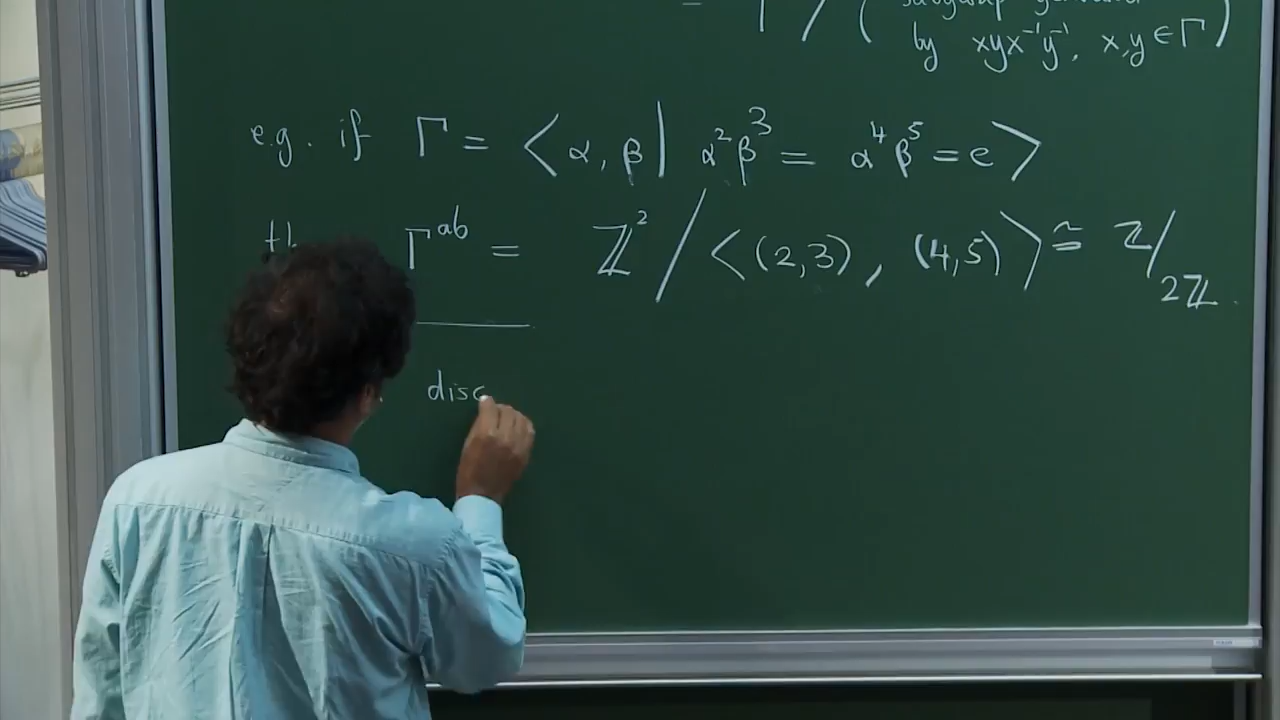 = Γ / (
by xyx⁻¹y⁻¹, x,y ∈ Γ )
e.g. if Γ = < α, β | α²β³ = α⁴β⁵ = e >
Γ^ab = ℤ² / < (2,3), (4,5) > ≅ ℤ/2ℤ.
disc